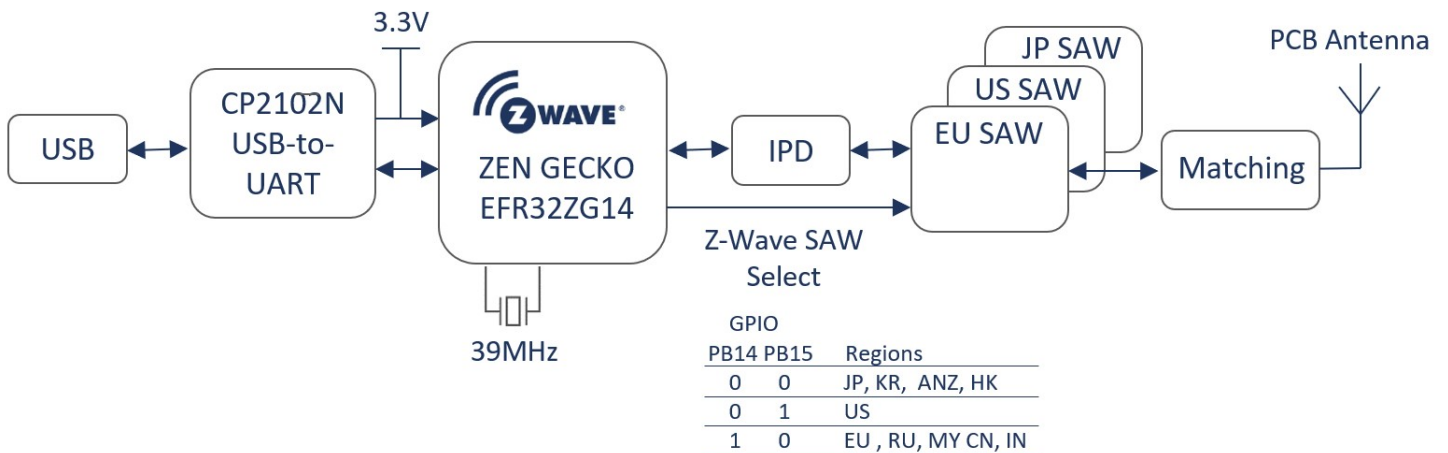 3.3V
USB
CP2102N
USB-to-
UART
Z WAVE®
ZEN GECKO
EFR32ZG14
39MHz
IPD
Z-Wave SAW
Select
JP SAW
US SAW
EU SAW
Matching
PCB Antenna
GPIO
PB14 PB15 Regions
0 0 JP, KR, ANZ, HK
0 1 US
1 0 EU , RU, MY CN, IN